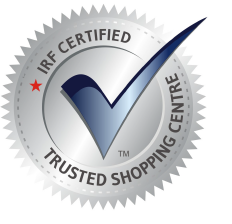 IRF CERTIFIED
TRUSTED SHOPPING CENTRE
TM